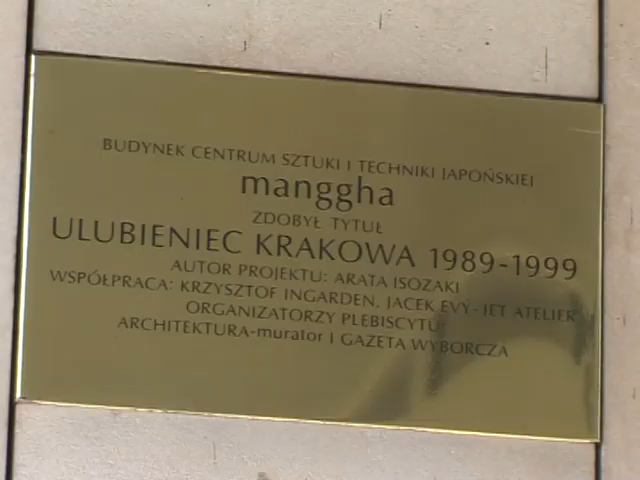 BUDYNEK CENTRUM SZTUKI I TECHNIKI JAPOŃSKIEJ
manggha
ZDOBYŁ TYTUŁ
ULUBIENIEC KRAKOWA 1989-1999
AUTOR PROJEKTU: ARATA ISOZAKI
WSPÓŁPRACA: KRZYSZTOF INGARDEN, JACEK EVÝ-JET ATELIER
ORGANIZATORZY PLEBISCYTU:
ARCHITEKTURA-murator I GAZETA WYBORCZA